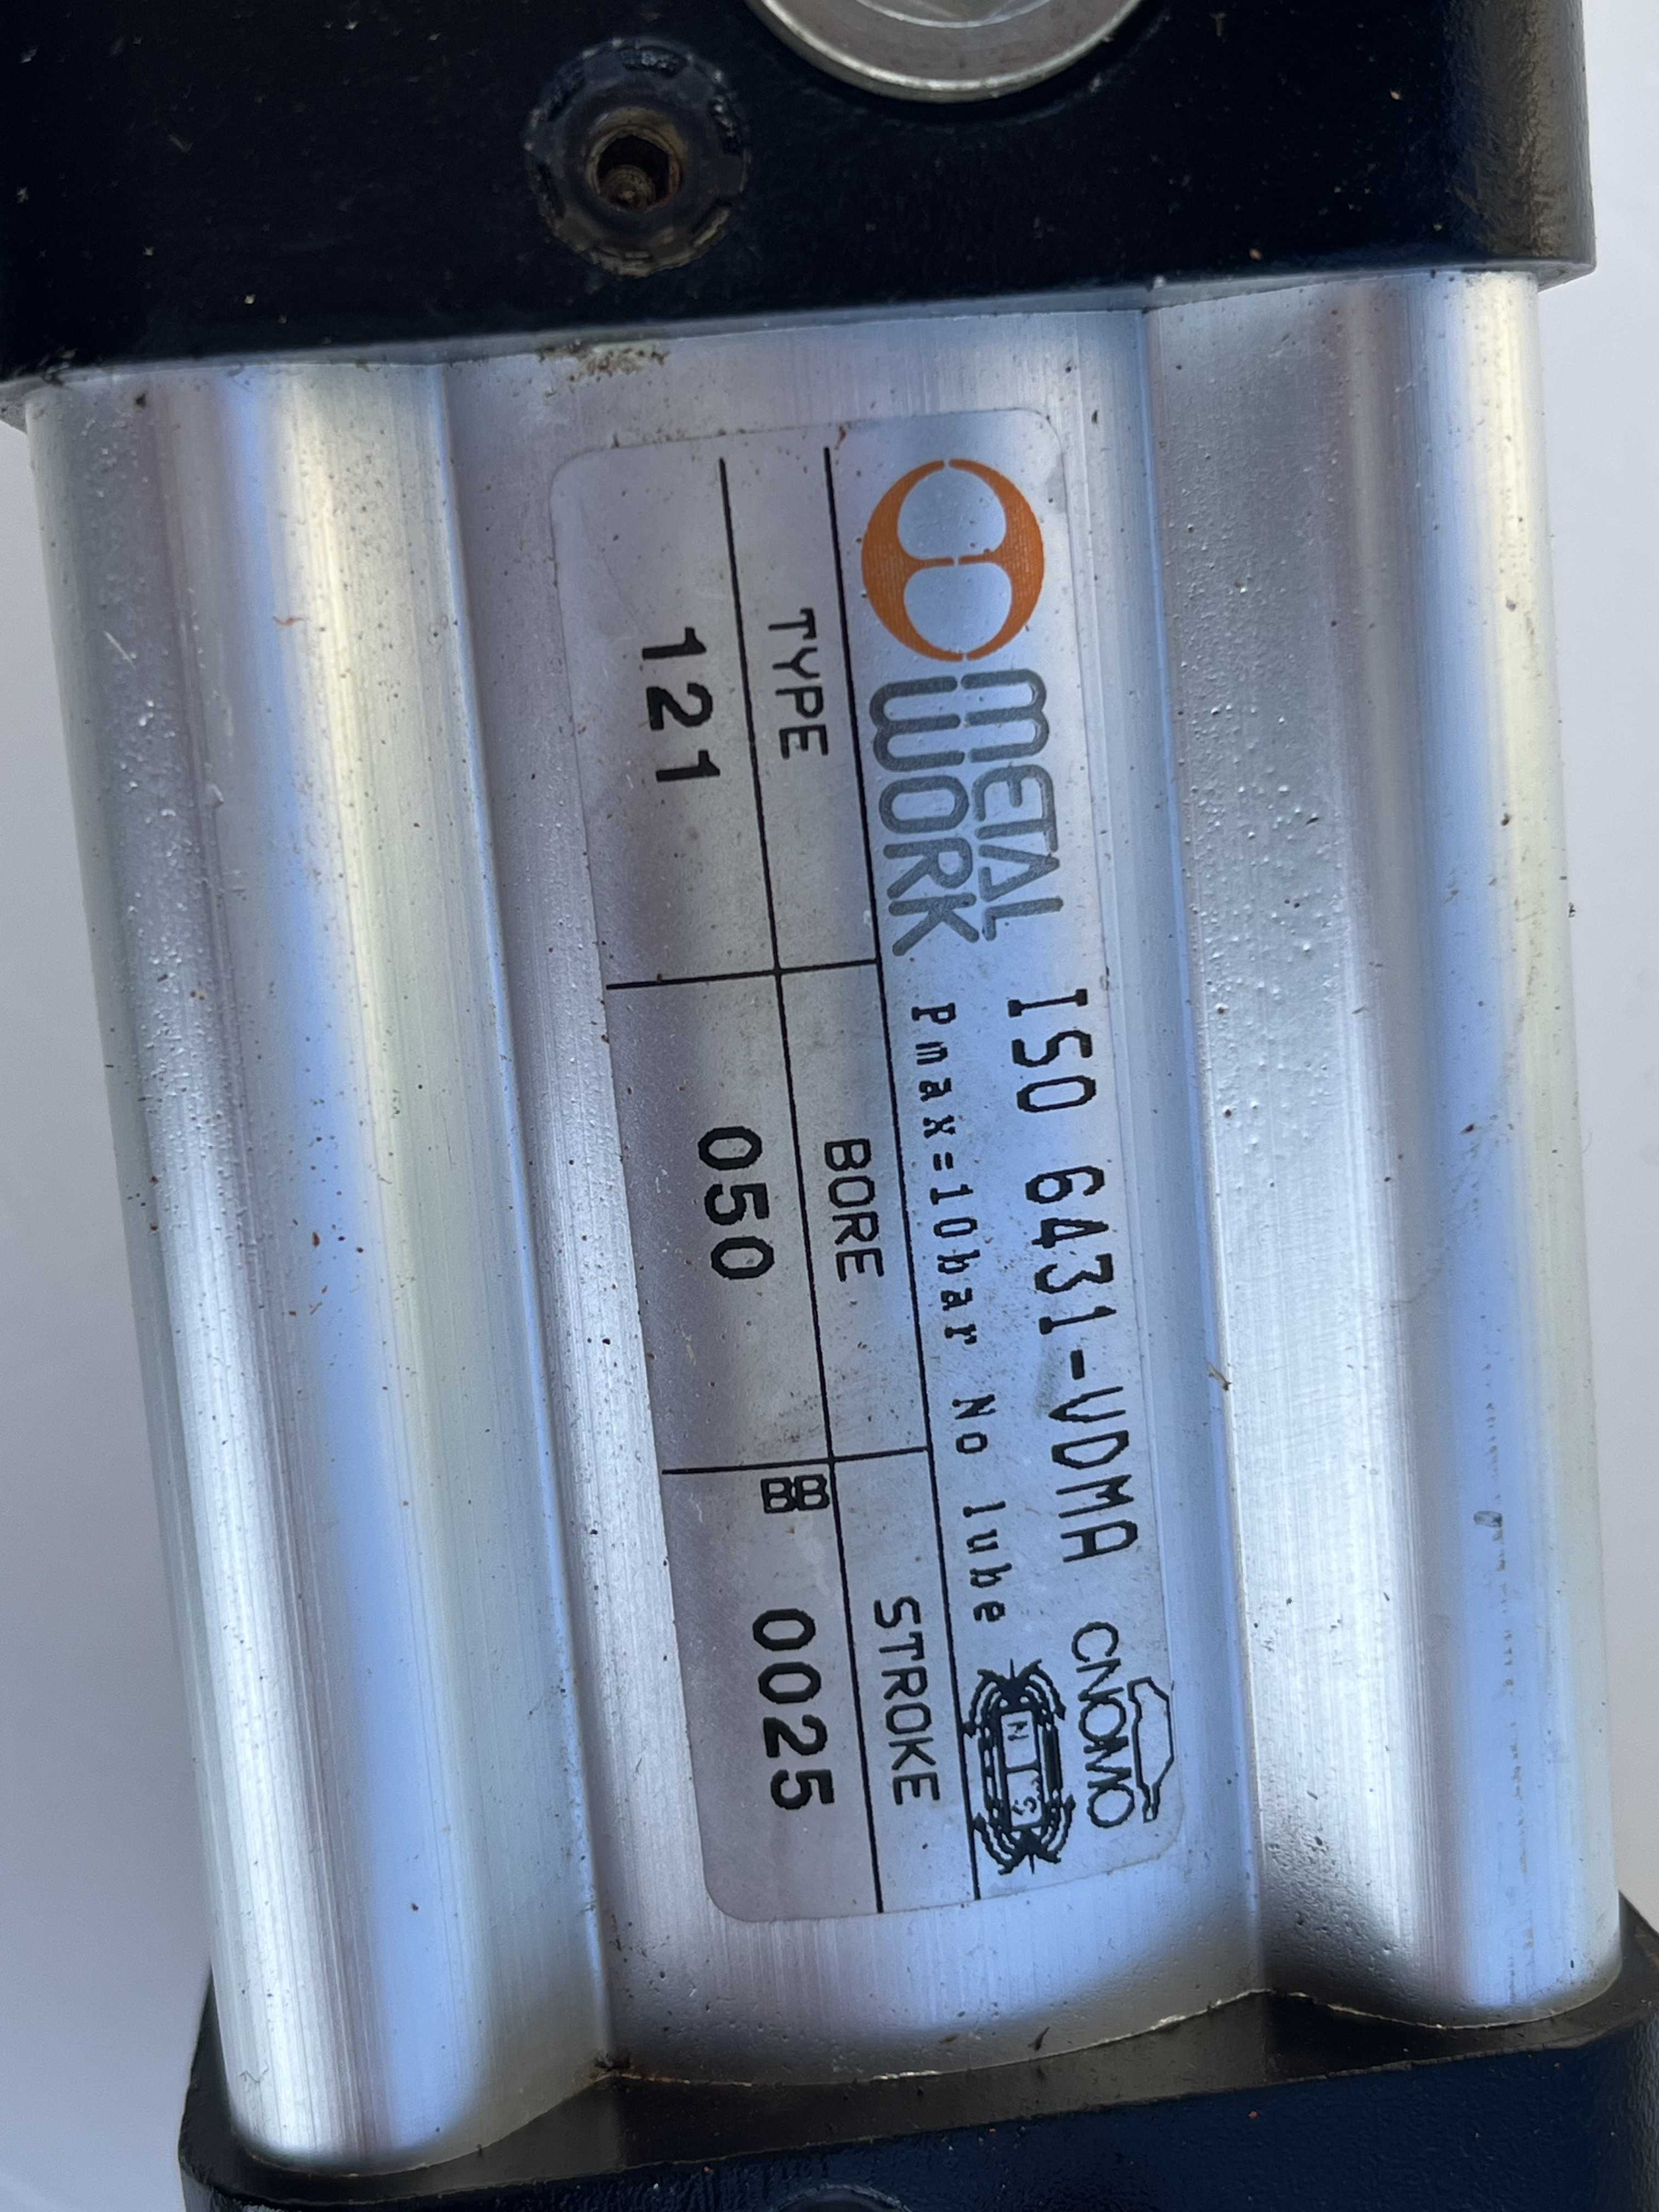 METAL
WORK
ISO 6431-VDMA
CNOMO
Pmax=10bar No lube
N S
TYPE BORE STROKE
121 050 BB 0025